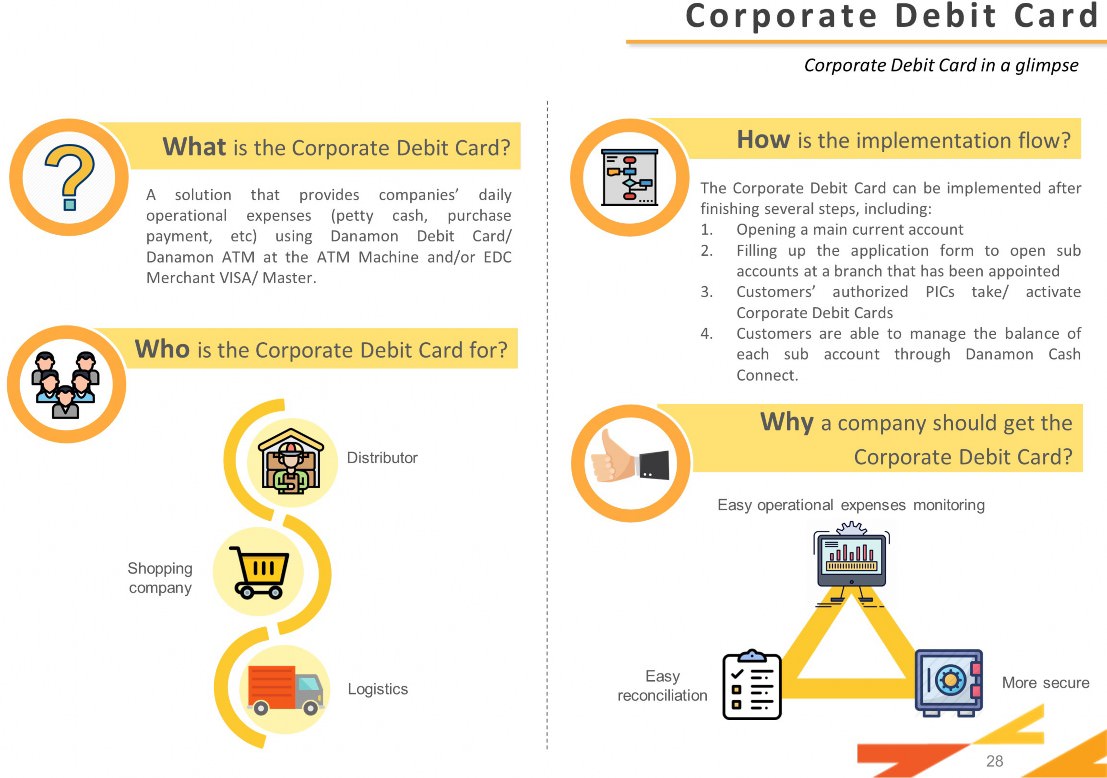 Corporate Debit Card
Corporate Debit Card in a glimpse
What is the Corporate Debit Card?
A solution that provides companies’ daily
operational expenses (petty cash, purchase
payment, etc) using Danamon Debit Card/
Danamon ATM at the ATM Machine and/or EDC
Merchant VISA/ Master.
Who is the Corporate Debit Card for?
Distributor
Shopping
company
Logistics
How is the implementation flow?
The Corporate Debit Card can be implemented after
finishing several steps, including:
1. Opening a main current account
2. Filling up the application form to open sub
accounts at a branch that has been appointed
3. Customers’ authorized PICs take/ activate
Corporate Debit Cards
4. Customers are able to manage the balance of
each sub account through Danamon Cash
Connect.
Why a company should get the
Corporate Debit Card?
Easy operational expenses monitoring
Easy
reconciliation
More secure
28